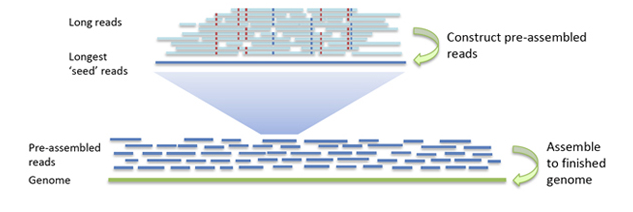 Long reads
Longest
'seed' reads
Construct pre-assembled
reads
Pre-assembled
reads
Genome
Assemble
to finished
genome